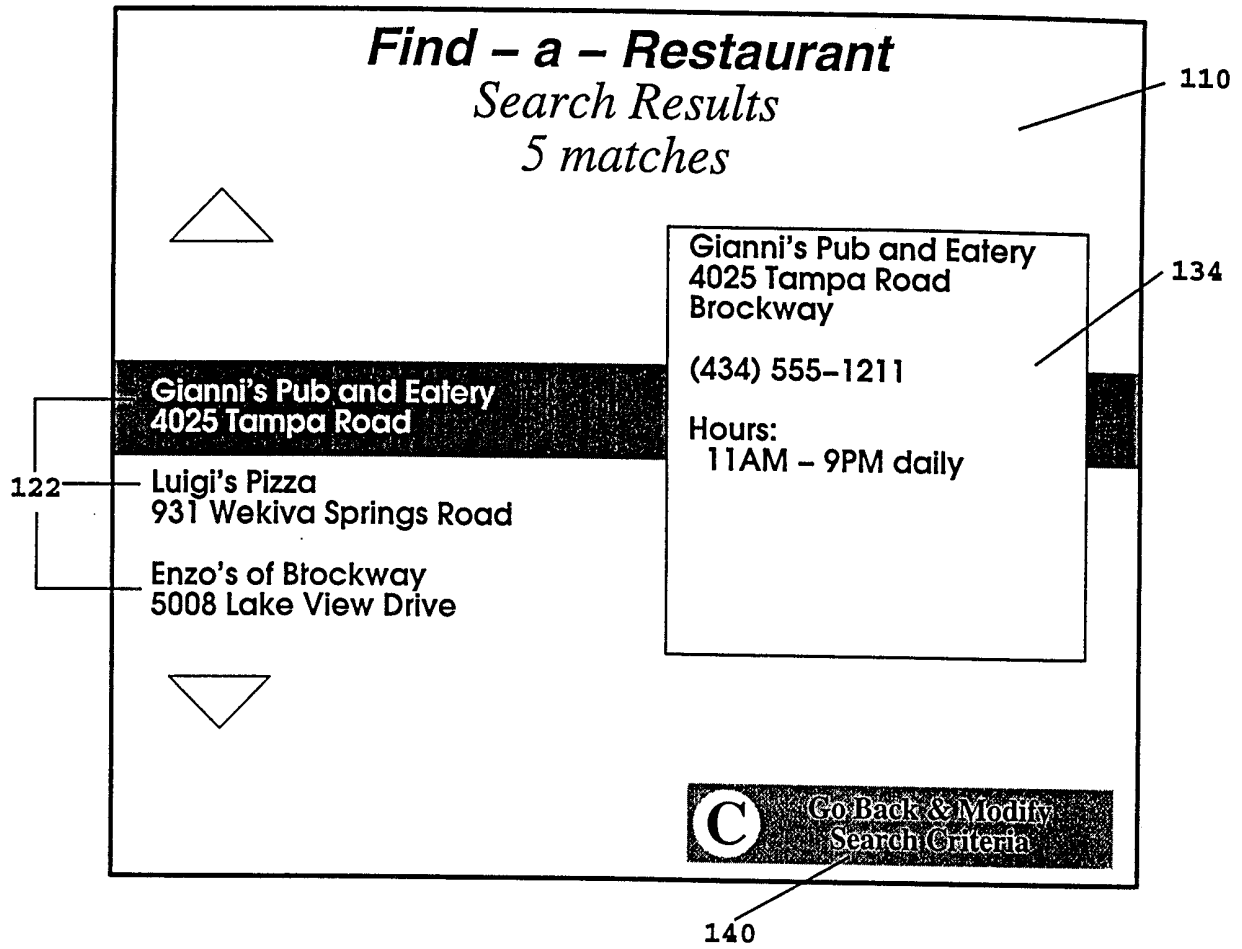 Find – a – Restaurant
Search Results
5 matches
110
Gianni's Pub and Eatery
4025 Tampa Road
Brockway
(434) 555–1211
Hours:
11AM – 9PM daily
134
Gianni's Pub and Eatery
4025 Tampa Road
122
Luigi's Pizza
931 Wekiva Springs Road
Enzo's of Brockway
5008 Lake View Drive
C
Go Back & Modify
Search Criteria
140